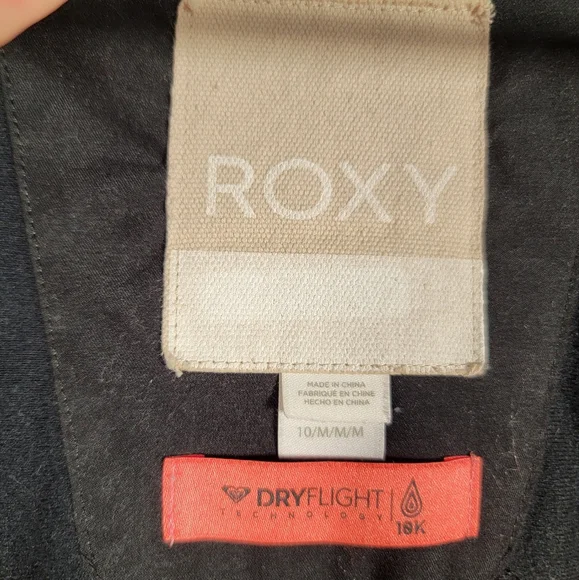 ROXY
MADE IN CHINA
FABRIQUÉ EN CHINE
HECHO EN CHINA
10/M/M/M
DRYFLIGHT
TECHNOLOGY
10K